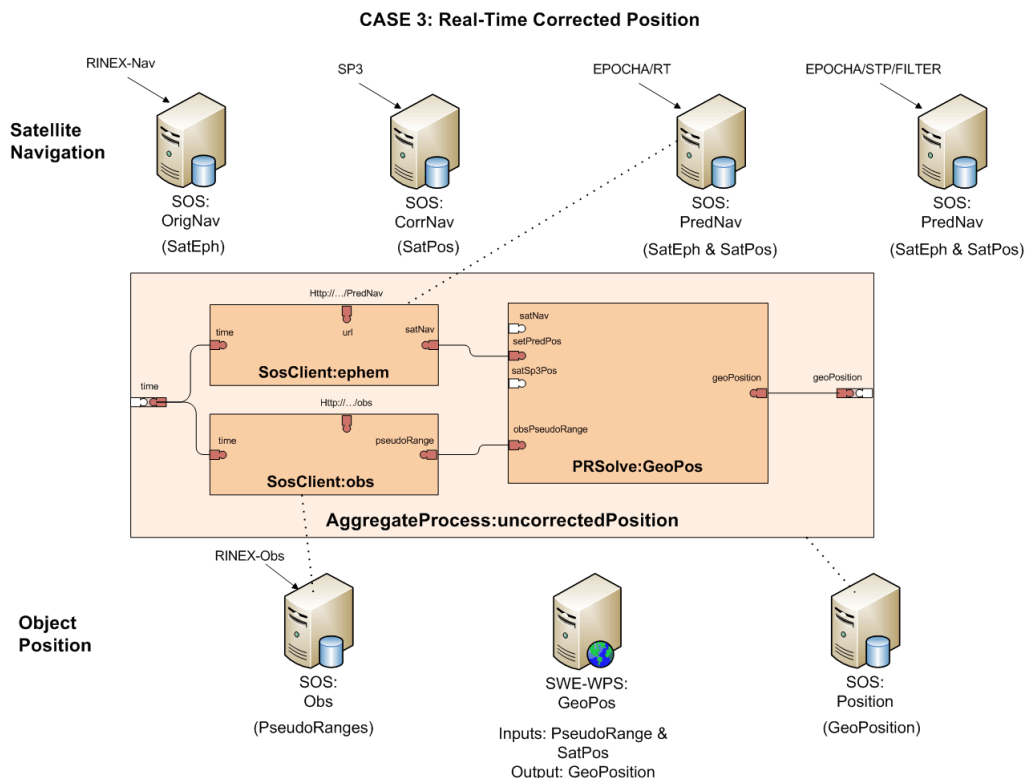 CASE 3: Real-Time Corrected Position
RINEX-Nav
SP3
EPOCHA/RT
EPOCHA/STP/FILTER
Satellite
Navigation
SOS:
OrigNav
(SatEph)
SOS:
CorrNav
(SatPos)
SOS:
PredNav
(SatEph & SatPos)
SOS:
PredNav
(SatEph & SatPos)
Http://.../PredNav
time
url
satNav
SosClient:ephem
satNav
setPredPos
satSp3Pos
obsPseudoRange
geoPosition
PRSolve:GeoPos
time
geoPosition
Http://.../obs
time
pseudoRange
SosClient:obs
AggregateProcess:uncorrectedPosition
RINEX-Obs
Object
Position
SOS:
Obs
(PseudoRanges)
SWE-WPS:
GeoPos
Inputs: PseudoRange &
SatPos
Output: GeoPosition
SOS:
Position
(GeoPosition)